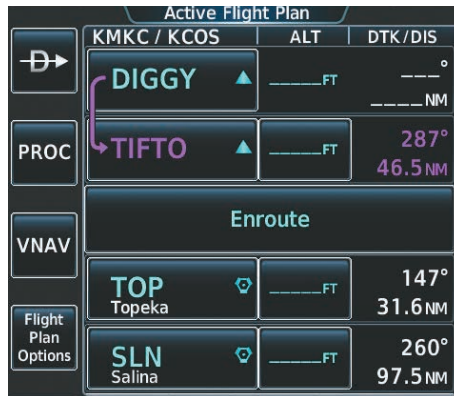 Active Flight Plan
KMKC / KCOS ALT DTK/DIS
D
DIGGY _____FT ___°
____NM
PROC
TIFTO _____FT 287°
46.5NM
Enroute
VNAV
TOP _____FT 147°
Topeka 31.6NM
Flight
Plan
Options
SLN _____FT 260°
Salina 97.5NM